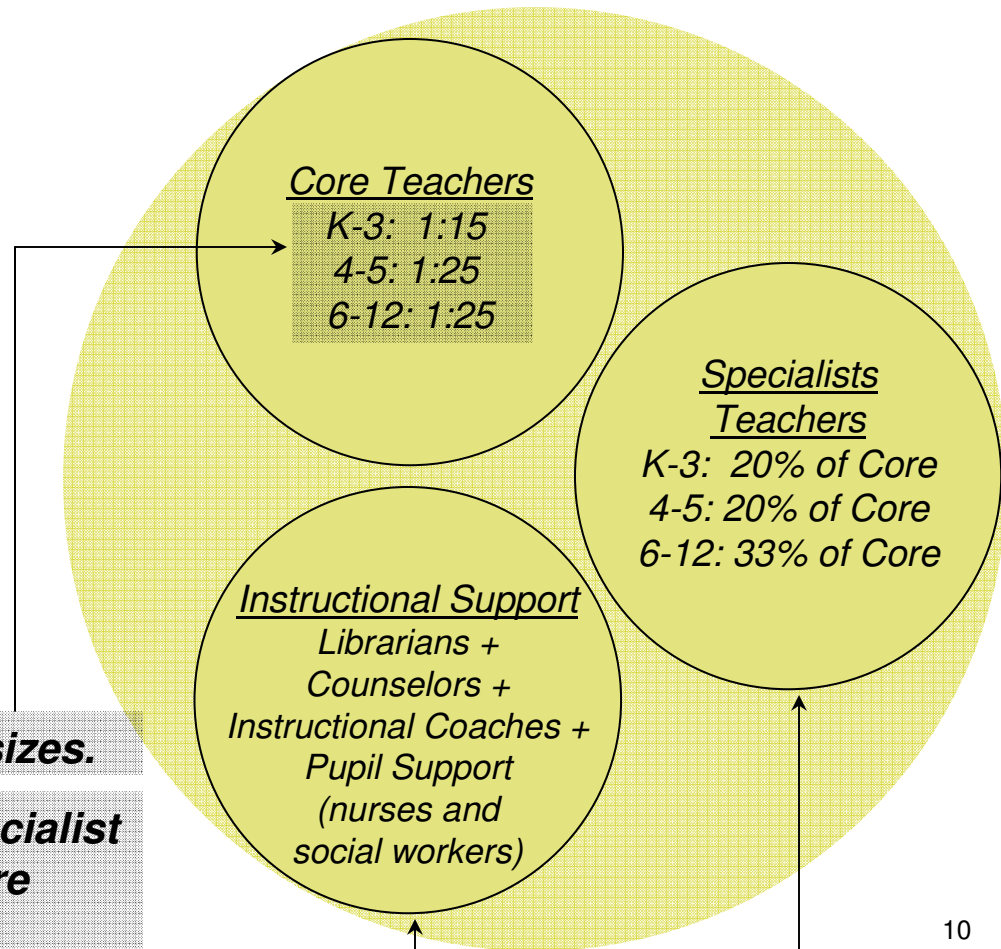 Core Teachers
K-3: 1:15
4-5: 1:25
6-12: 1:25
Specialists
Teachers
K-3: 20% of Core
4-5: 20% of Core
6-12: 33% of Core
Instructional Support
Librarians +
Counselors +
Instructional Coaches +
Pupil Support
(nurses and
social workers)
sizes.
cialist
re
10